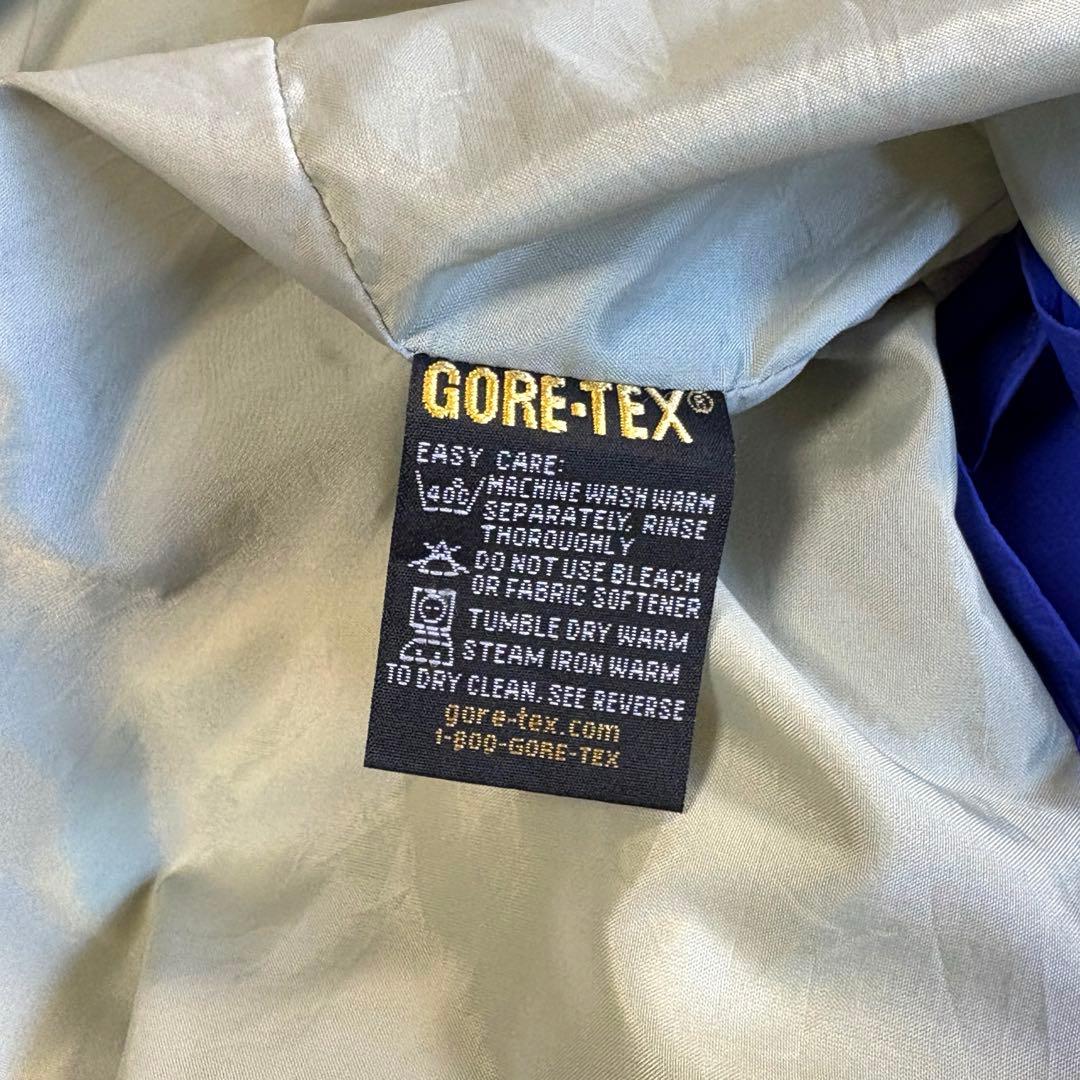 GORE-TEX®
EASY CARE:
40C MACHINE WASH WARM
SEPARATELY, RINSE
THOROUGHLY
DO NOT USE BLEACH
OR FABRIC SOFTENER
TUMBLE DRY WARM
STEAM IRON WARM
TO DRY CLEAN, SEE REVERSE
gore-tex.com
1-800-GORE-TEX